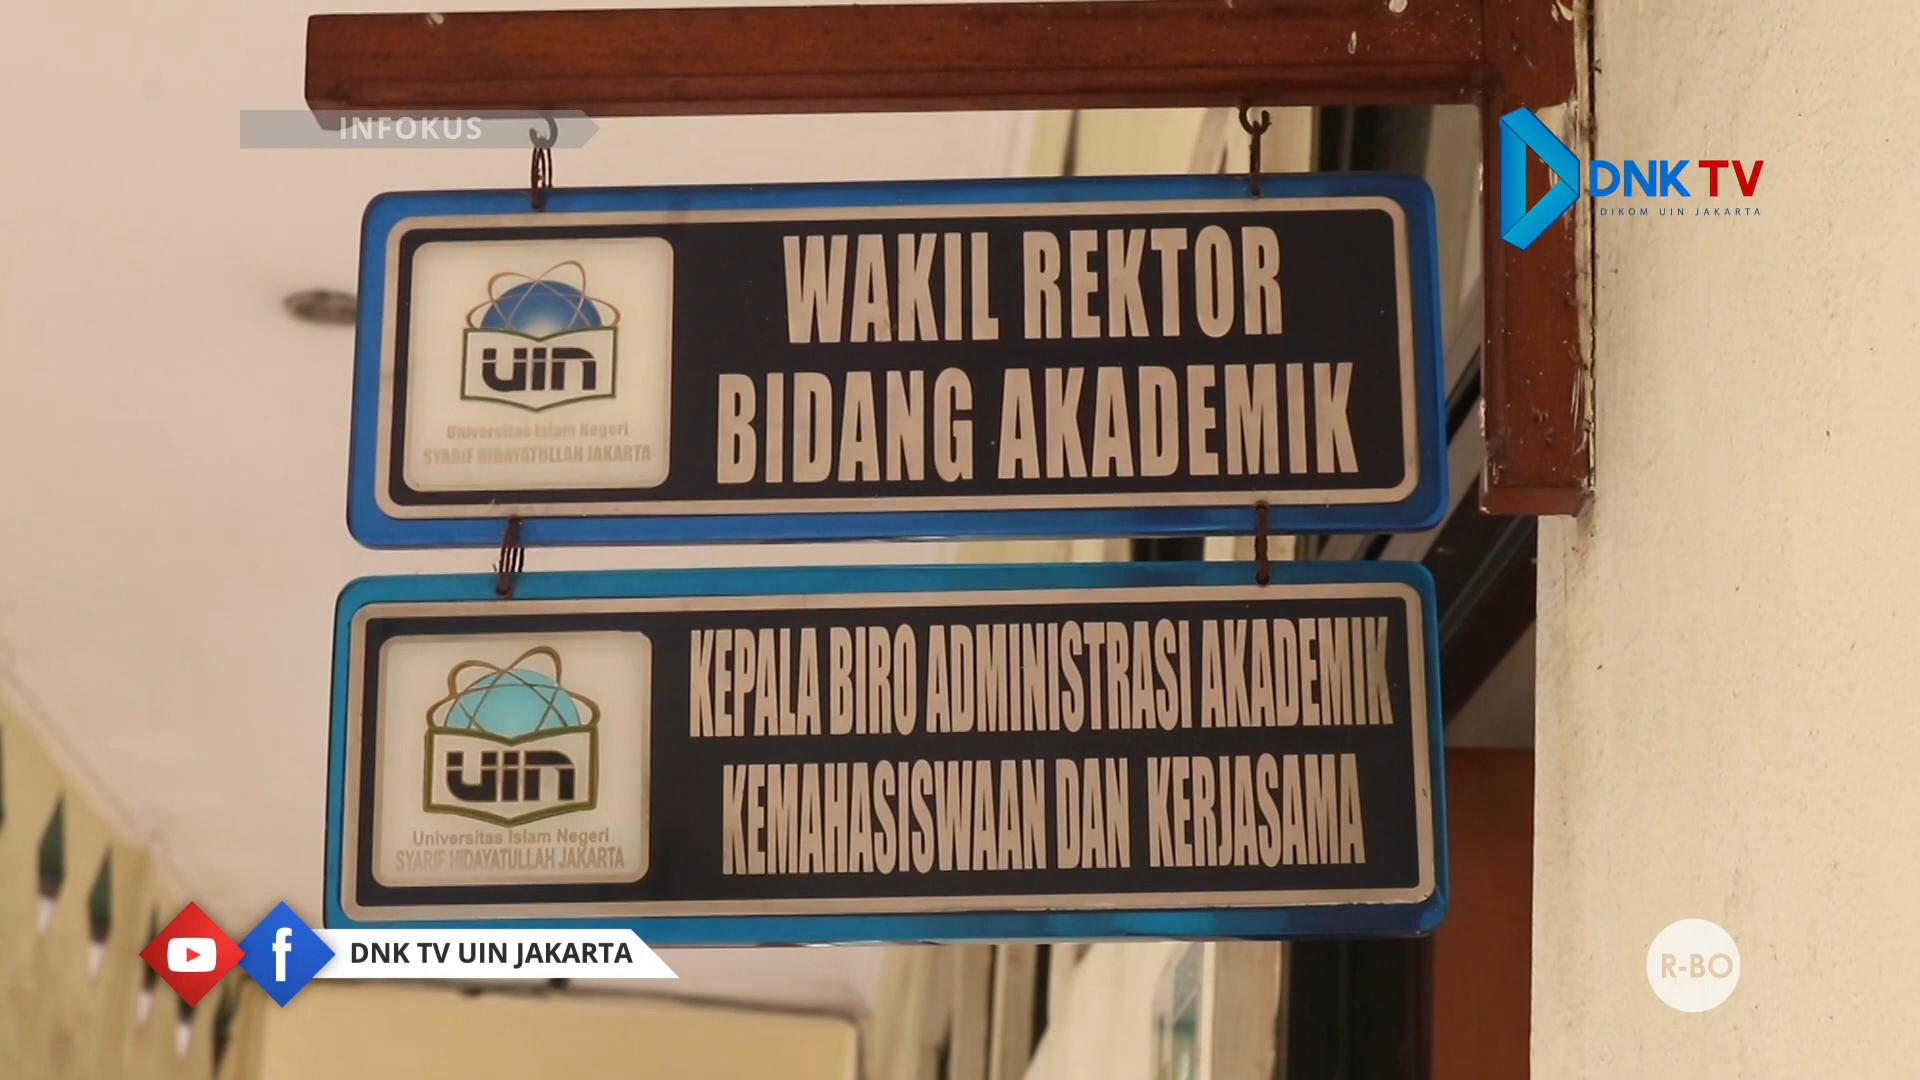 INFOKUS
DNK TV
DIKOM UIN JAKARTA
WAKIL REKTOR
BIDANG AKADEMIK
uin
Universitas Islam Negeri
SYARIF HIDAYATULLAH JAKARTA
KEPALA BIRO ADMINISTRASI AKADEMIK
KEMAHASISWAAN DAN KERJASAMA
uin
Universitas Islam Negeri
SYARIF HIDAYATULLAH JAKARTA
DNK TV UIN JAKARTA
R-BO